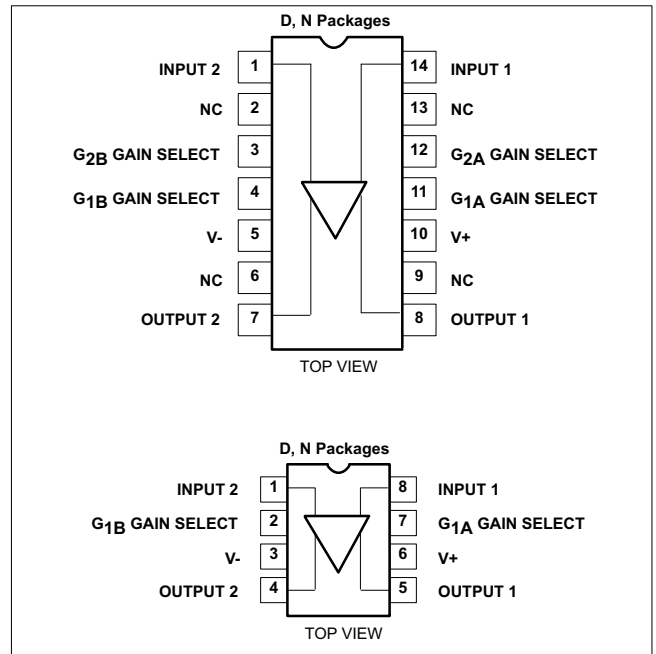 D, N Packages
INPUT 2 1 14 INPUT 1
NC 2 13 NC
G2B GAIN SELECT 3 12 G2A GAIN SELECT
G1B GAIN SELECT 4 11 G1A GAIN SELECT
V- 5 10 V+
NC 6 9 NC
OUTPUT 2 7 8 OUTPUT 1
TOP VIEW
D, N Packages
INPUT 2 1 8 INPUT 1
G1B GAIN SELECT 2 7 G1A GAIN SELECT
V- 3 6 V+
OUTPUT 2 4 5 OUTPUT 1
TOP VIEW